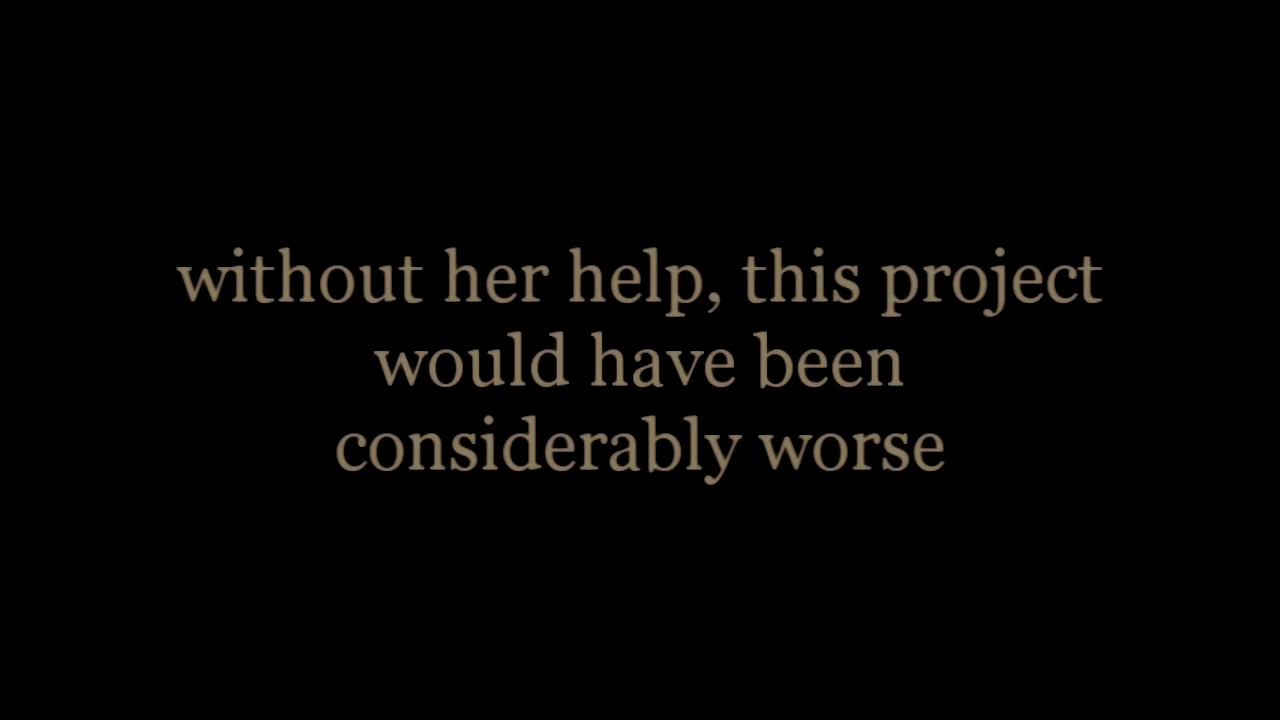 without her help, this project
would have been
considerably worse